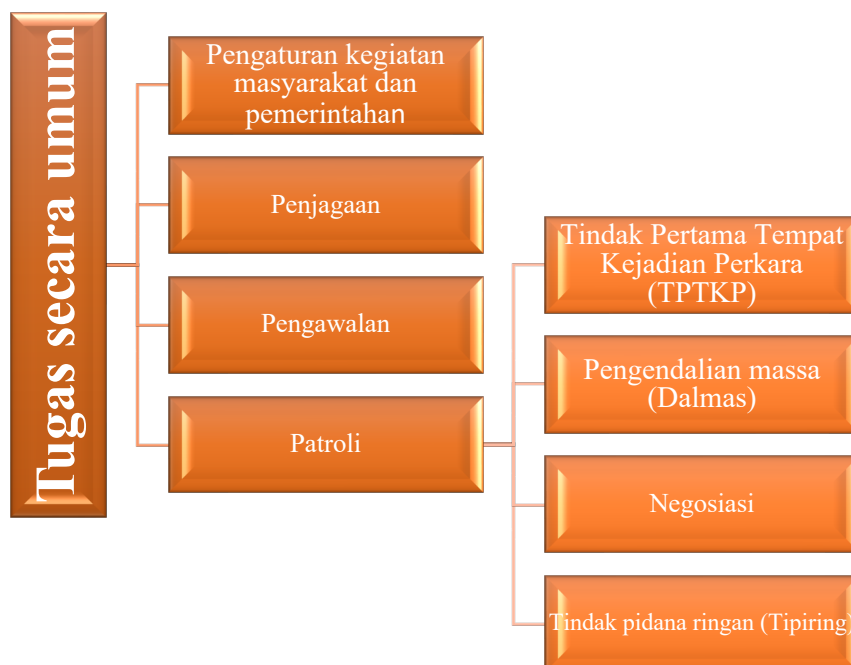 Tugas secara umum
Pengaturan kegiatan
masyarakat dan
pemerintahan
Penjagaan
Pengawalan
Patroli
Tindak Pertama Tempat
Kejadian Perkara
(TPTKP)
Pengendalian massa
(Dalmas)
Negosiasi
Tindak pidana ringan (Tipiring)